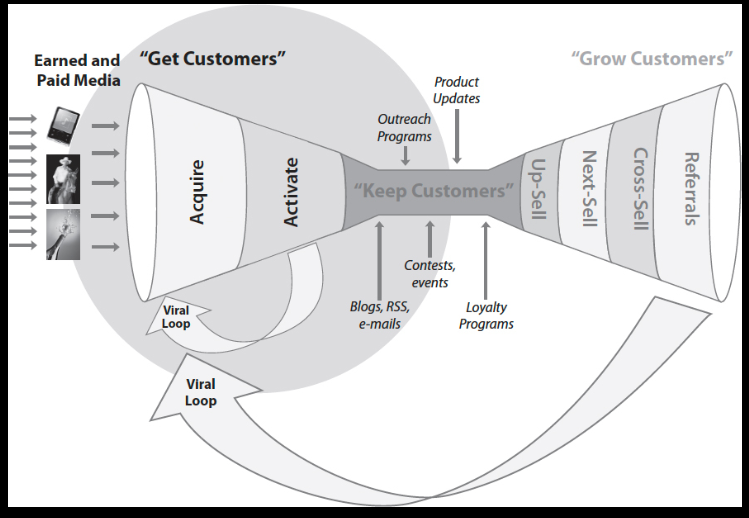 Earned and
Paid Media
“Get Customers”
“Grow Customers”
Product
Updates
Outreach
Programs
Acquire
Activate
“Keep Customers”
Up-Sell
Next-Sell
Cross-Sell
Referrals
Contests,
events
Blogs, RSS,
e-mails
Loyalty
Programs
Viral
Loop
Viral
Loop